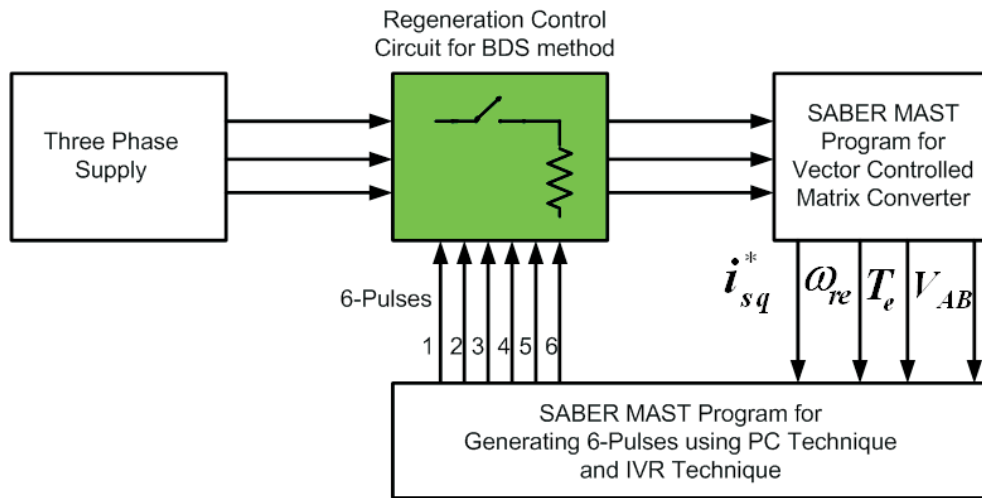 Regeneration Control
Circuit for BDS method
Three Phase
Supply
SABER MAST
Program for
Vector Controlled
Matrix Converter
i*sq ωre Te VAB
6-Pulses
1 2 3 4 5 6
SABER MAST Program for
Generating 6-Pulses using PC Technique
and IVR Technique